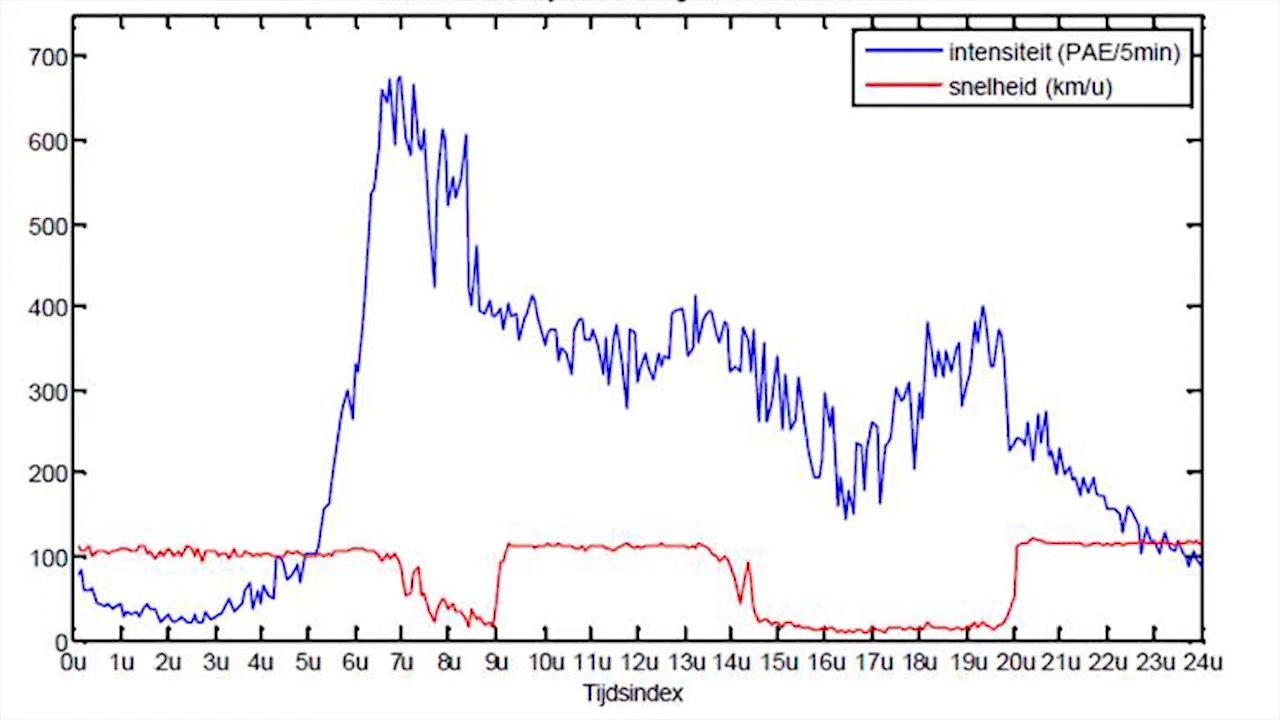 intensiteit (PAE/5min)
snelheid (km/u)
700
600
500
400
300
200
100
0
0u 1u 2u 3u 4u 5u 6u 7u 8u 9u 10u 11u 12u 13u 14u 15u 16u 17u 18u 19u 20u 21u 22u 23u 24u
Tijdsindex